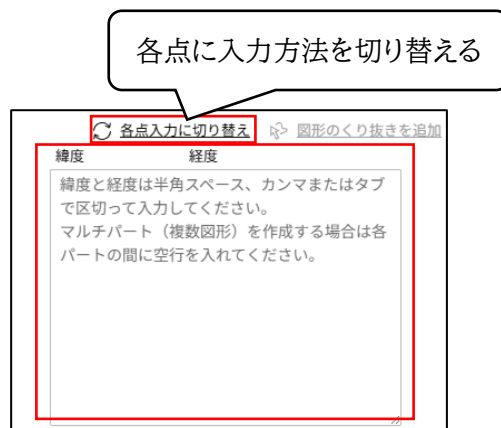 各点に入力方法を切り替える
各点入力に切り替え 図形のくり抜きを追加
緯度 経度
緯度と経度は半角スペース、カンマまたはタブ
で区切って入力してください。
マルチパート（複数図形）を作成する場合は各
パートの間に空行を入れてください。